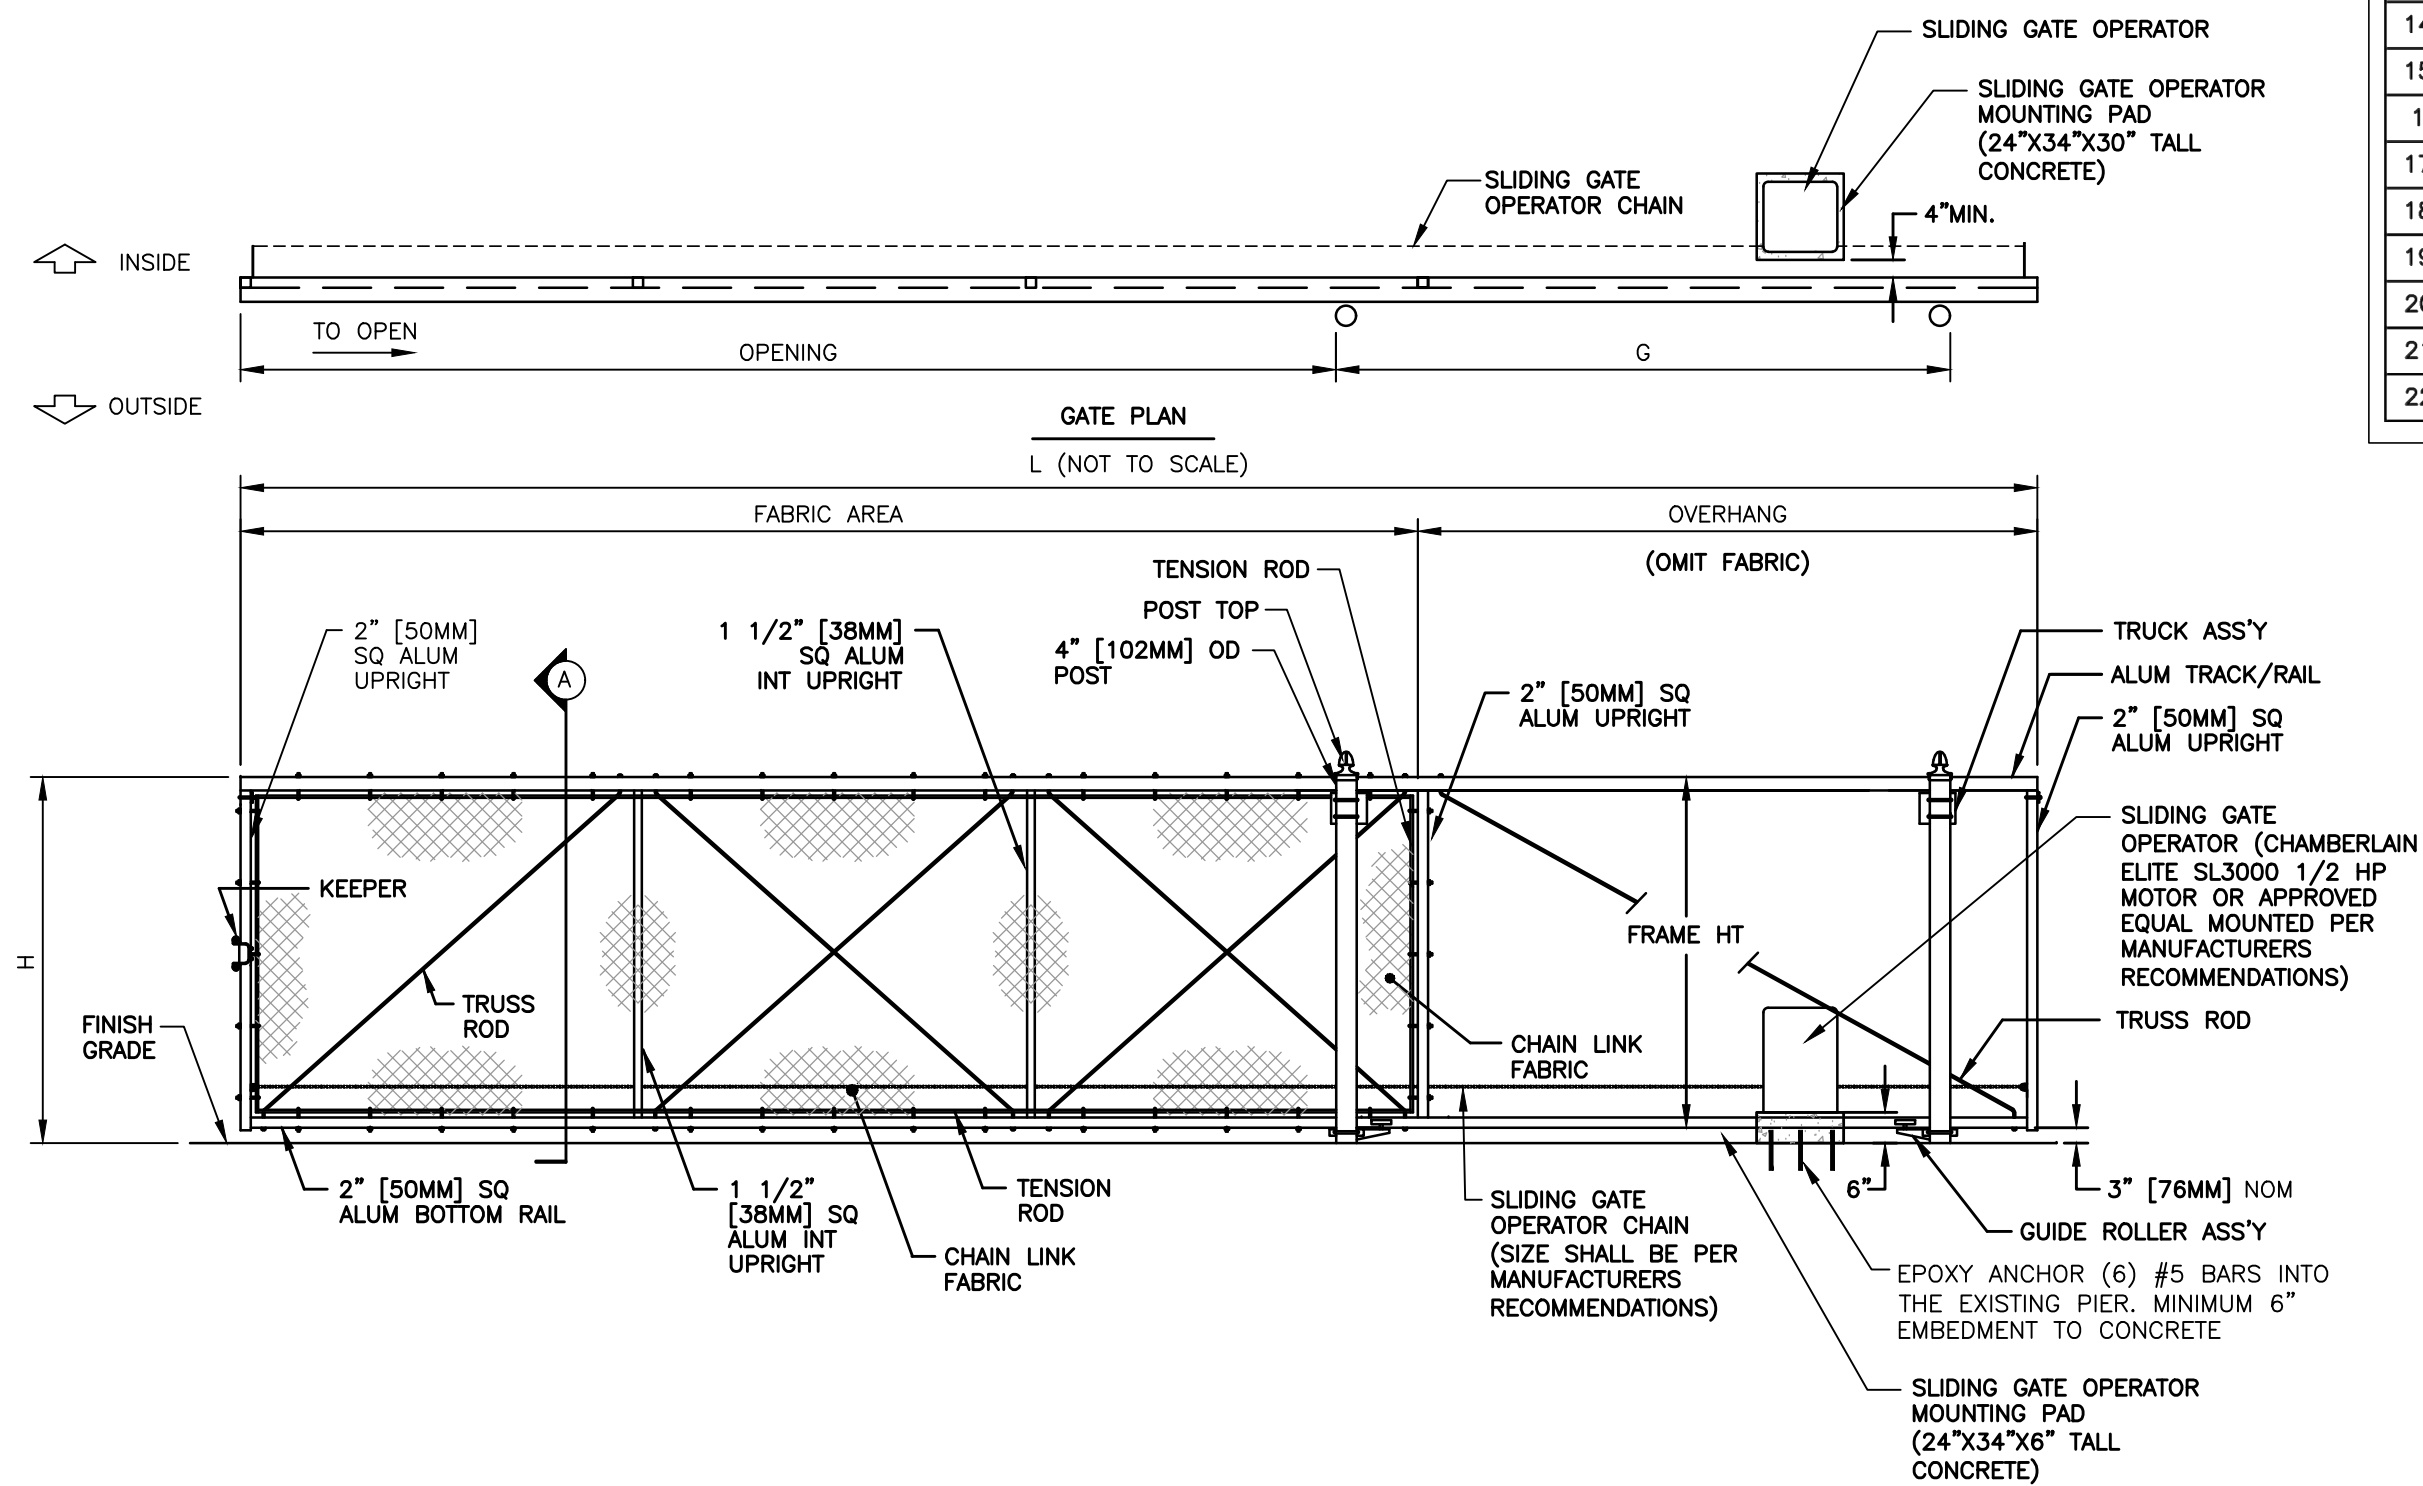 SLIDING GATE OPERATOR
SLIDING GATE OPERATOR
MOUNTING PAD
(24"X34"X30" TALL
CONCRETE)
SLIDING GATE
OPERATOR CHAIN
4"MIN.
INSIDE
TO OPEN
OPENING
G
OUTSIDE
GATE PLAN
L (NOT TO SCALE)
FABRIC AREA
OVERHANG
(OMIT FABRIC)
TENSION ROD
POST TOP
4" [102MM] OD
POST
2" [50MM]
SQ ALUM
UPRIGHT
A
1 1/2" [38MM]
SQ ALUM
INT UPRIGHT
2" [50MM] SQ
ALUM UPRIGHT
TRUCK ASS'Y
ALUM TRACK/RAIL
2" [50MM] SQ
ALUM UPRIGHT
SLIDING GATE
OPERATOR (CHAMBERLAIN
ELITE SL3000 1/2 HP
MOTOR OR APPROVED
EQUAL MOUNTED PER
MANUFACTURERS
RECOMMENDATIONS)
KEEPER
H
FRAME HT
TRUSS
ROD
FINISH
GRADE
CHAIN LINK
FABRIC
TRUSS ROD
2" [50MM] SQ
ALUM BOTTOM RAIL
1 1/2"
[38MM] SQ
ALUM INT
UPRIGHT
TENSION
ROD
CHAIN LINK
FABRIC
SLIDING GATE
OPERATOR CHAIN
(SIZE SHALL BE PER
MANUFACTURERS
RECOMMENDATIONS)
6"
3" [76MM] NOM
GUIDE ROLLER ASS'Y
EPOXY ANCHOR (6) #5 BARS INTO
THE EXISTING PIER. MINIMUM 6"
EMBEDMENT TO CONCRETE
SLIDING GATE OPERATOR
MOUNTING PAD
(24"X34"X6" TALL
CONCRETE)
17
18
19